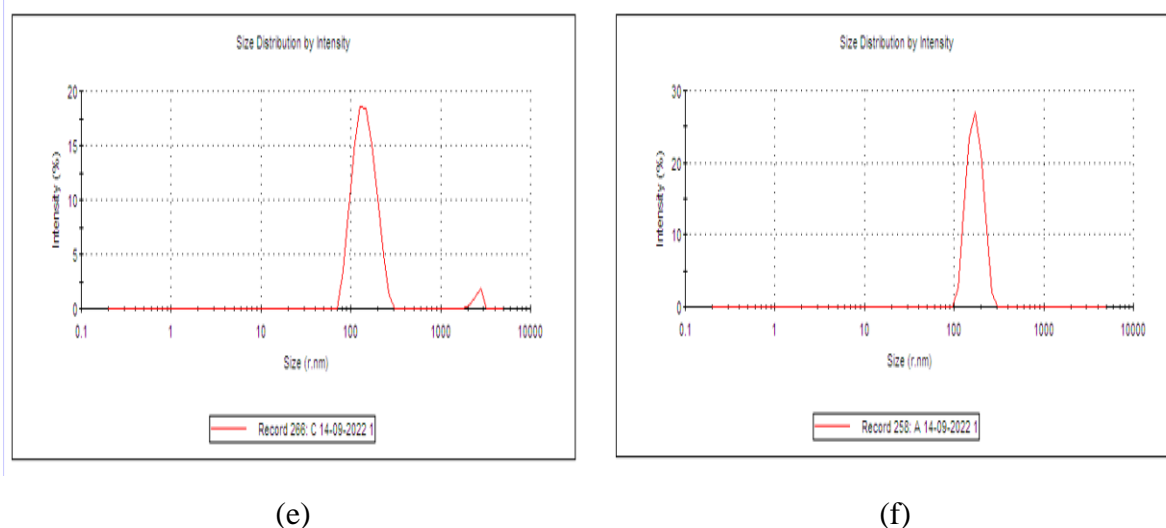 Size Distribution by Intensity
20
15
10
5
0
Intensity (%)
0.1 1 10 100 1000 10000
Size (r.nm)
Record 266: C 14-09-2022 1
(e)
Size Distribution by Intensity
30
20
10
0
Intensity (%)
0.1 1 10 100 1000 10000
Size (r.nm)
Record 258: A 14-09-2022 1
(f)